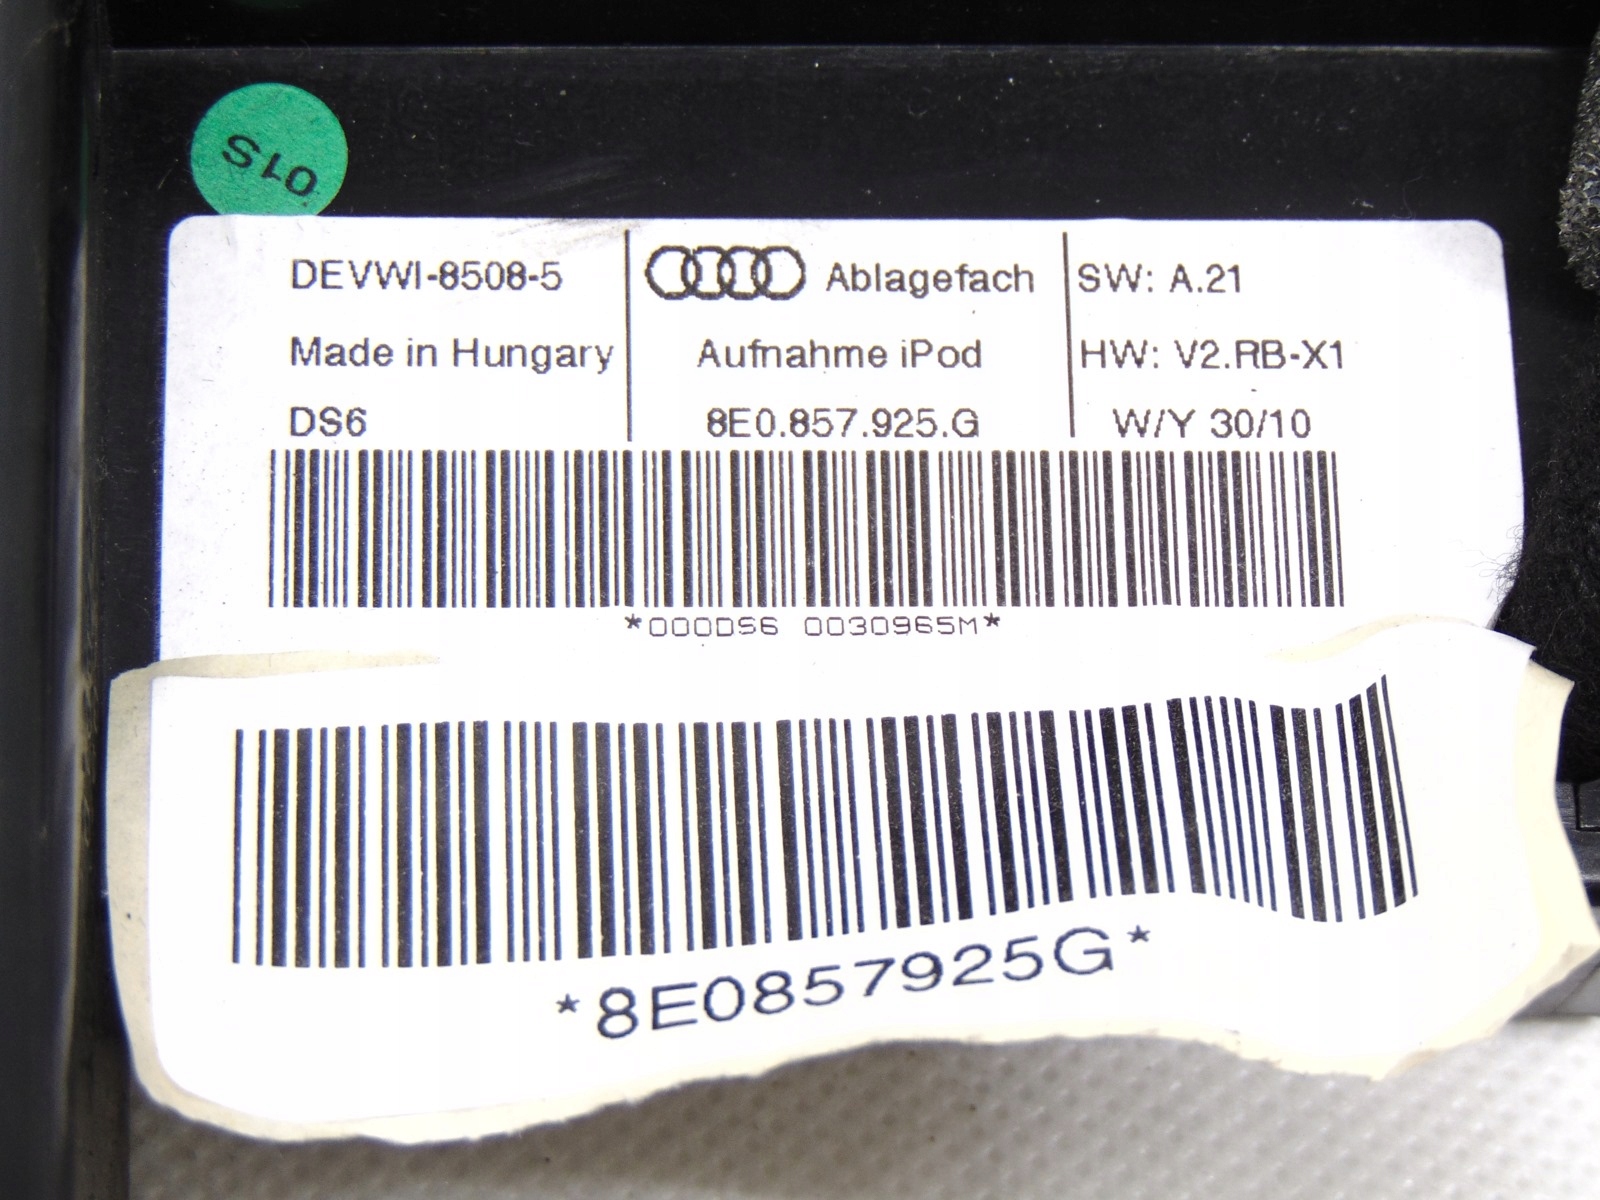 01S
DEVWI-8508-5
Made in Hungary
DS6
Ablagefach
Aufnahme iPod
8E0.857.925.G
SW: A.21
HW: V2.RB-X1
W/Y 30/10
*000DS6 0030965M*
*8E0857925G*